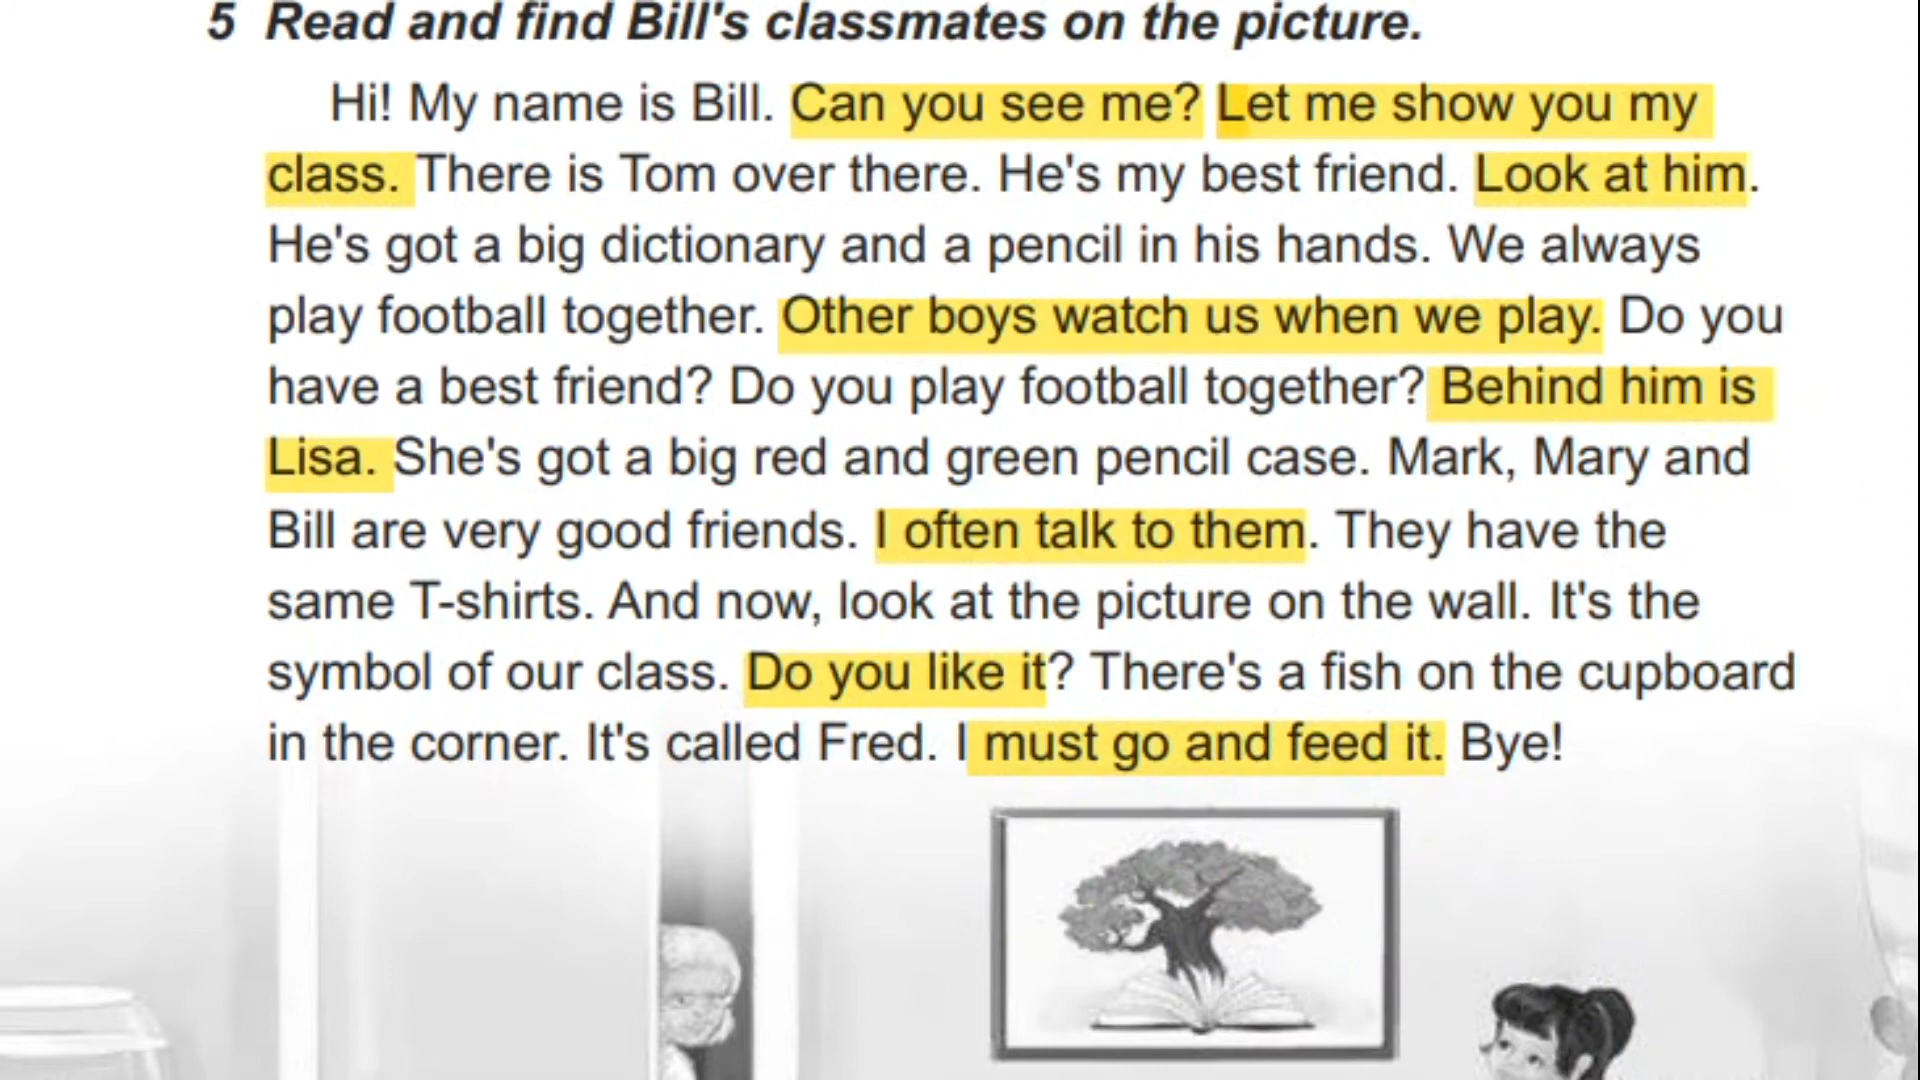 5 Read and find Bill's classmates on the picture.
Hi! My name is Bill. Can you see me? Let me show you my
class. There is Tom over there. He's my best friend. Look at him.
He's got a big dictionary and a pencil in his hands. We always
play football together. Other boys watch us when we play. Do you
have a best friend? Do you play football together? Behind him is
Lisa. She's got a big red and green pencil case. Mark, Mary and
Bill are very good friends. I often talk to them. They have the
same T-shirts. And now, look at the picture on the wall. It's the
symbol of our class. Do you like it? There's a fish on the cupboard
in the corner. It's called Fred. I must go and feed it. Bye!